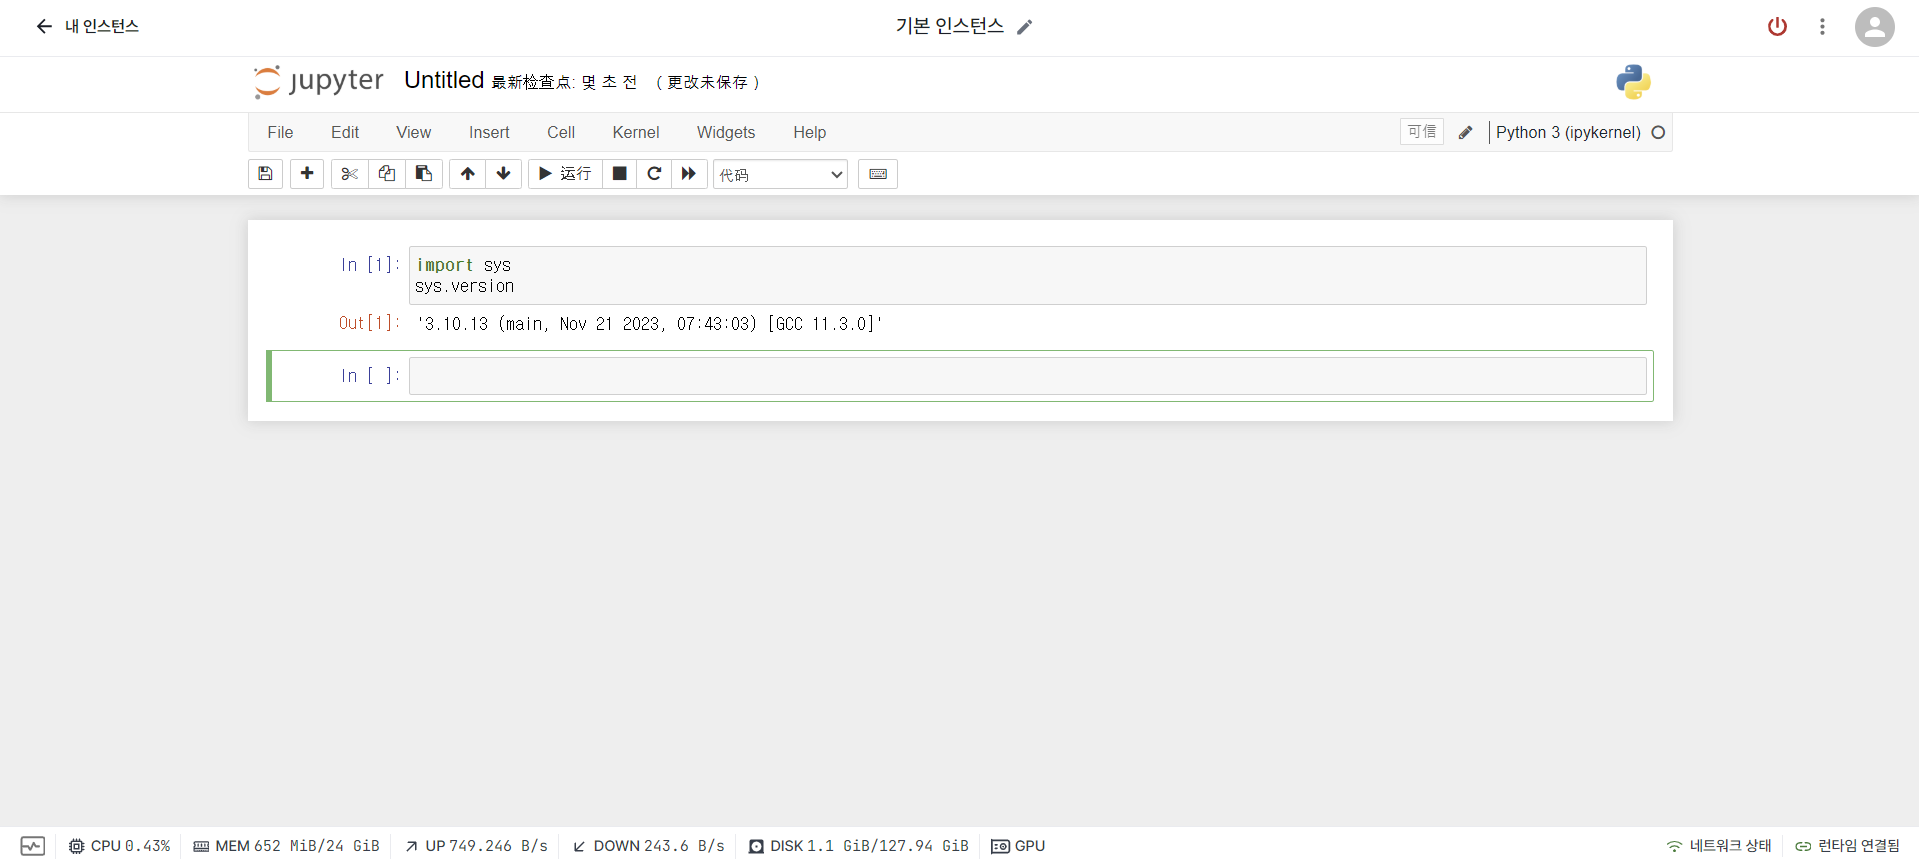 내 인스턴스
기본 인스턴스
jupyter Untitled 最新检查点: 몇 초 전 ( 更改未保存 )
File Edit View Insert Cell Kernel Widgets Help
可信 Python 3 (ipykernel)
运行 代码
In [1]: import sys
sys.version
Out[1]: '3.10.13 (main, Nov 21 2023, 07:43:03) [GCC 11.3.0]'
In [ ]:
CPU 0.43% MEM 652 MiB/24 GiB UP 749.246 B/s DOWN 243.6 B/s DISK 1.1 GiB/127.94 GiB GPU
네트워크 상태 런타임 연결됨